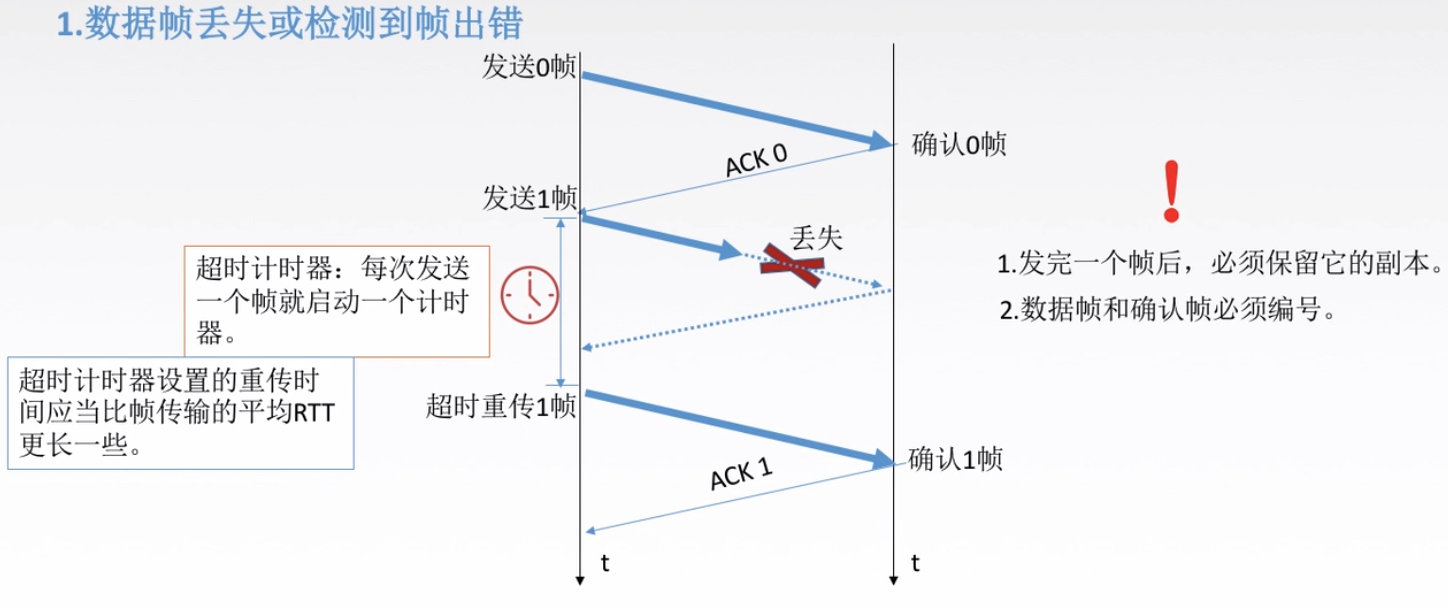 1.数据帧丢失或检测到帧出错
发送0帧
确认0帧
ACK 0
发送1帧
丢失
超时计时器：每次发送
一个帧就启动一个计时
器。
1.发完一个帧后，必须保留它的副本。
2.数据帧和确认帧必须编号。
超时计时器设置的重传时
间应当比帧传输的平均RTT
更长一些。
超时重传1帧
确认1帧
ACK 1
t
t